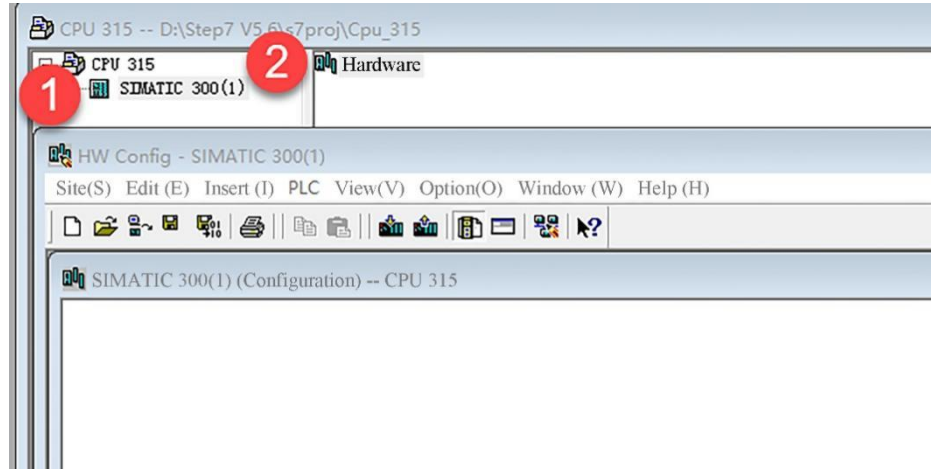 CPU 315 -- D:\Step7 V5.6\s7proj\Cpu_315
CPU 315
2
Hardware
1
SIMATIC 300(1)
HW Config - SIMATIC 300(1)
Site(S) Edit (E) Insert (I) PLC View(V) Option(O) Window (W) Help (H)
SIMATIC 300(1) (Configuration) -- CPU 315